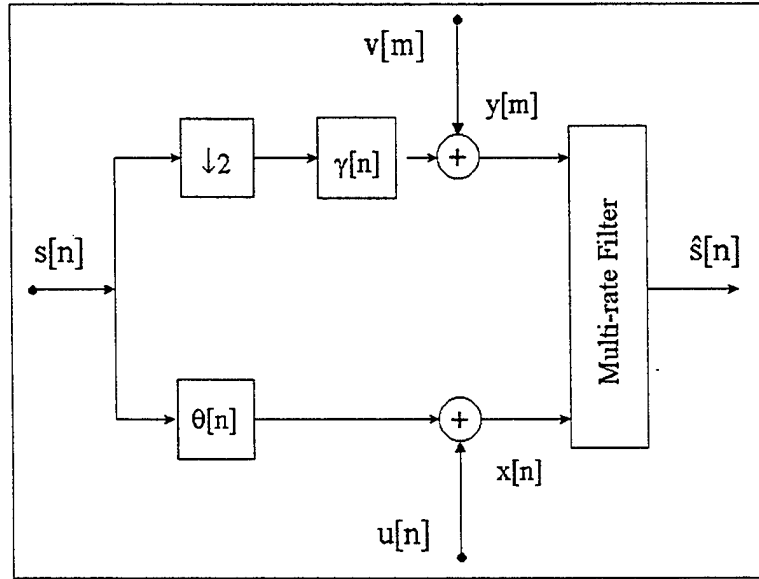 v[m]
y[m]
↓2
γ[n]
+
s[n]
Multi-rate Filter
ŝ[n]
θ[n]
+
x[n]
u[n]